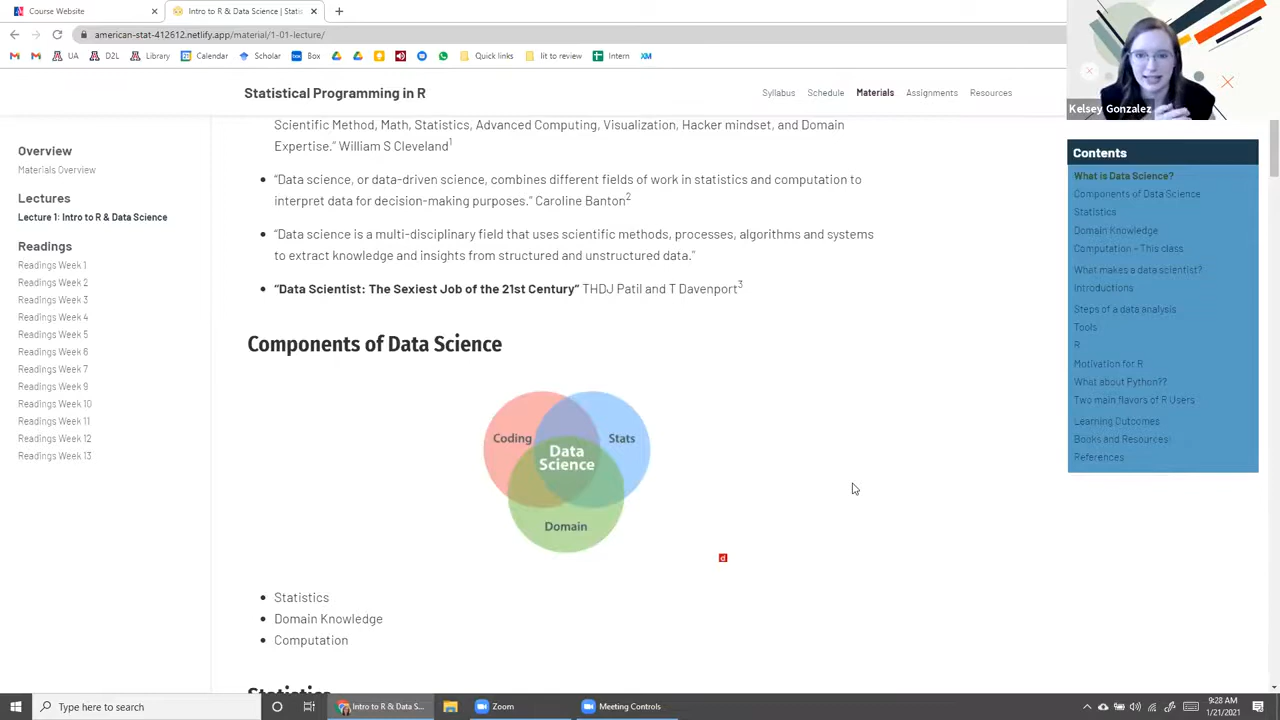 Course Website
Intro to R & Data Science | Stati
american-stat-412612.netlify.app/material/1-01-lecture/
UA
D2L
Library
Calendar
Scholar
Box
Drive
Quick links
lit to review
Intern
Kelsey Gonzalez
Statistical Programming in R
Syllabus
Schedule
Materials
Assignments
Resources
Overview
Materials Overview
Lectures
Lecture 1: Intro to R & Data Science
Readings
Readings Week 1
Readings Week 2
Readings Week 3
Readings Week 4
Readings Week 5
Readings Week 6
Readings Week 7
Readings Week 9
Readings Week 10
Readings Week 11
Readings Week 12
Readings Week 13
Scientific Method, Math, Statistics, Advanced Computing, Visualization, Hacker mindset, and Domain
Expertise.” William S Cleveland1
“Data science, or data-driven science, combines different fields of work in statistics and computation to
interpret data for decision-making purposes.” Caroline Banton2
“Data science is a multi-disciplinary field that uses scientific methods, processes, algorithms and systems
to extract knowledge and insights from structured and unstructured data.”
“Data Scientist: The Sexiest Job of the 21st Century” THDJ Patil and T Davenport3
Components of Data Science
Coding
Stats
Data
Science
Domain
d
Statistics
Domain Knowledge
Computation
Statistics
Contents
What is Data Science?
Components of Data Science
Statistics
Domain Knowledge
Computation – This class
What makes a data scientist?
Introductions
Steps of a data analysis
Tools
R
Motivation for R
What about Python??
Two main flavors of R Users
Learning Outcomes
Books and Resources:
References
Type here to search
Intro to R & Data S...
Zoom
Meeting Controls
9:28 AM
1/21/2021